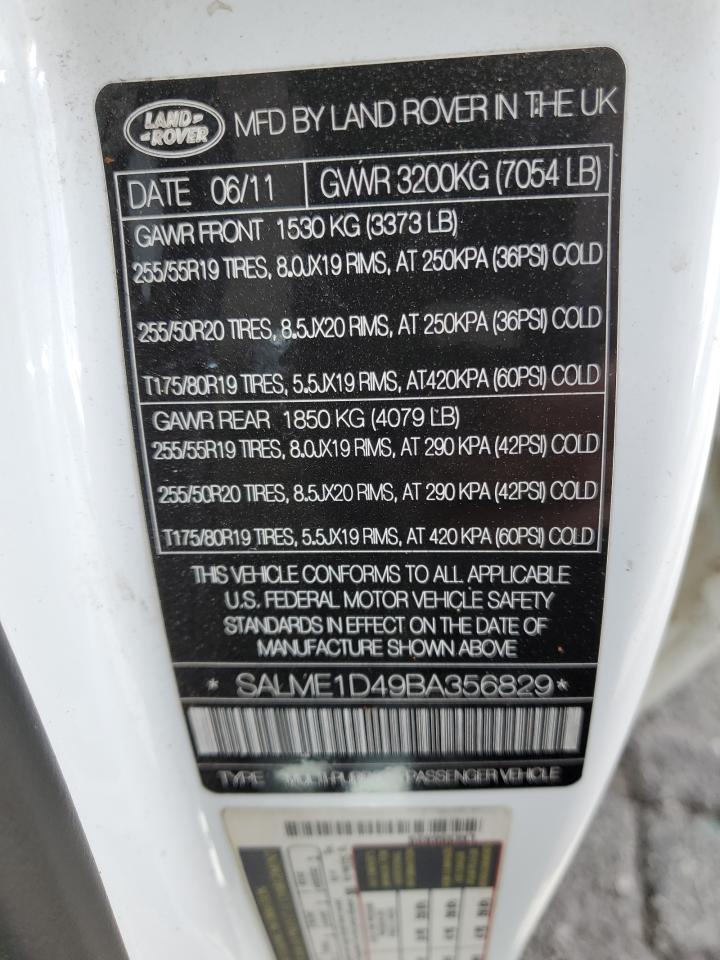 LAND ROVER MFD BY LAND ROVER IN THE UK
DATE 06/11 GVWR 3200KG (7054 LB)
GAWR FRONT 1530 KG (3373 LB)
255/55R19 TIRES, 8.0JX19 RIMS, AT 250KPA (36PSI) COLD
255/50R20 TIRES, 8.5JX20 RIMS, AT 250KPA (36PSI) COLD
T175/80R19 TIRES, 5.5JX19 RIMS, AT420KPA (60PSI) COLD
GAWR REAR 1850 KG (4079 LB)
255/55R19 TIRES, 8.0JX19 RIMS, AT 290 KPA (42PSI) COLD
255/50R20 TIRES, 8.5JX20 RIMS, AT 290 KPA (42PSI) COLD
T175/80R19 TIRES, 5.5JX19 RIMS, AT 420 KPA (60PSI) COLD
THIS VEHICLE CONFORMS TO ALL APPLICABLE
U.S. FEDERAL MOTOR VEHICLE SAFETY
STANDARDS IN EFFECT ON THE DATE OF
MANUFACTURE SHOWN ABOVE
* SALME1D49BA356829 *
TYPE MULTI-PURPOSE PASSENGER VEHICLE